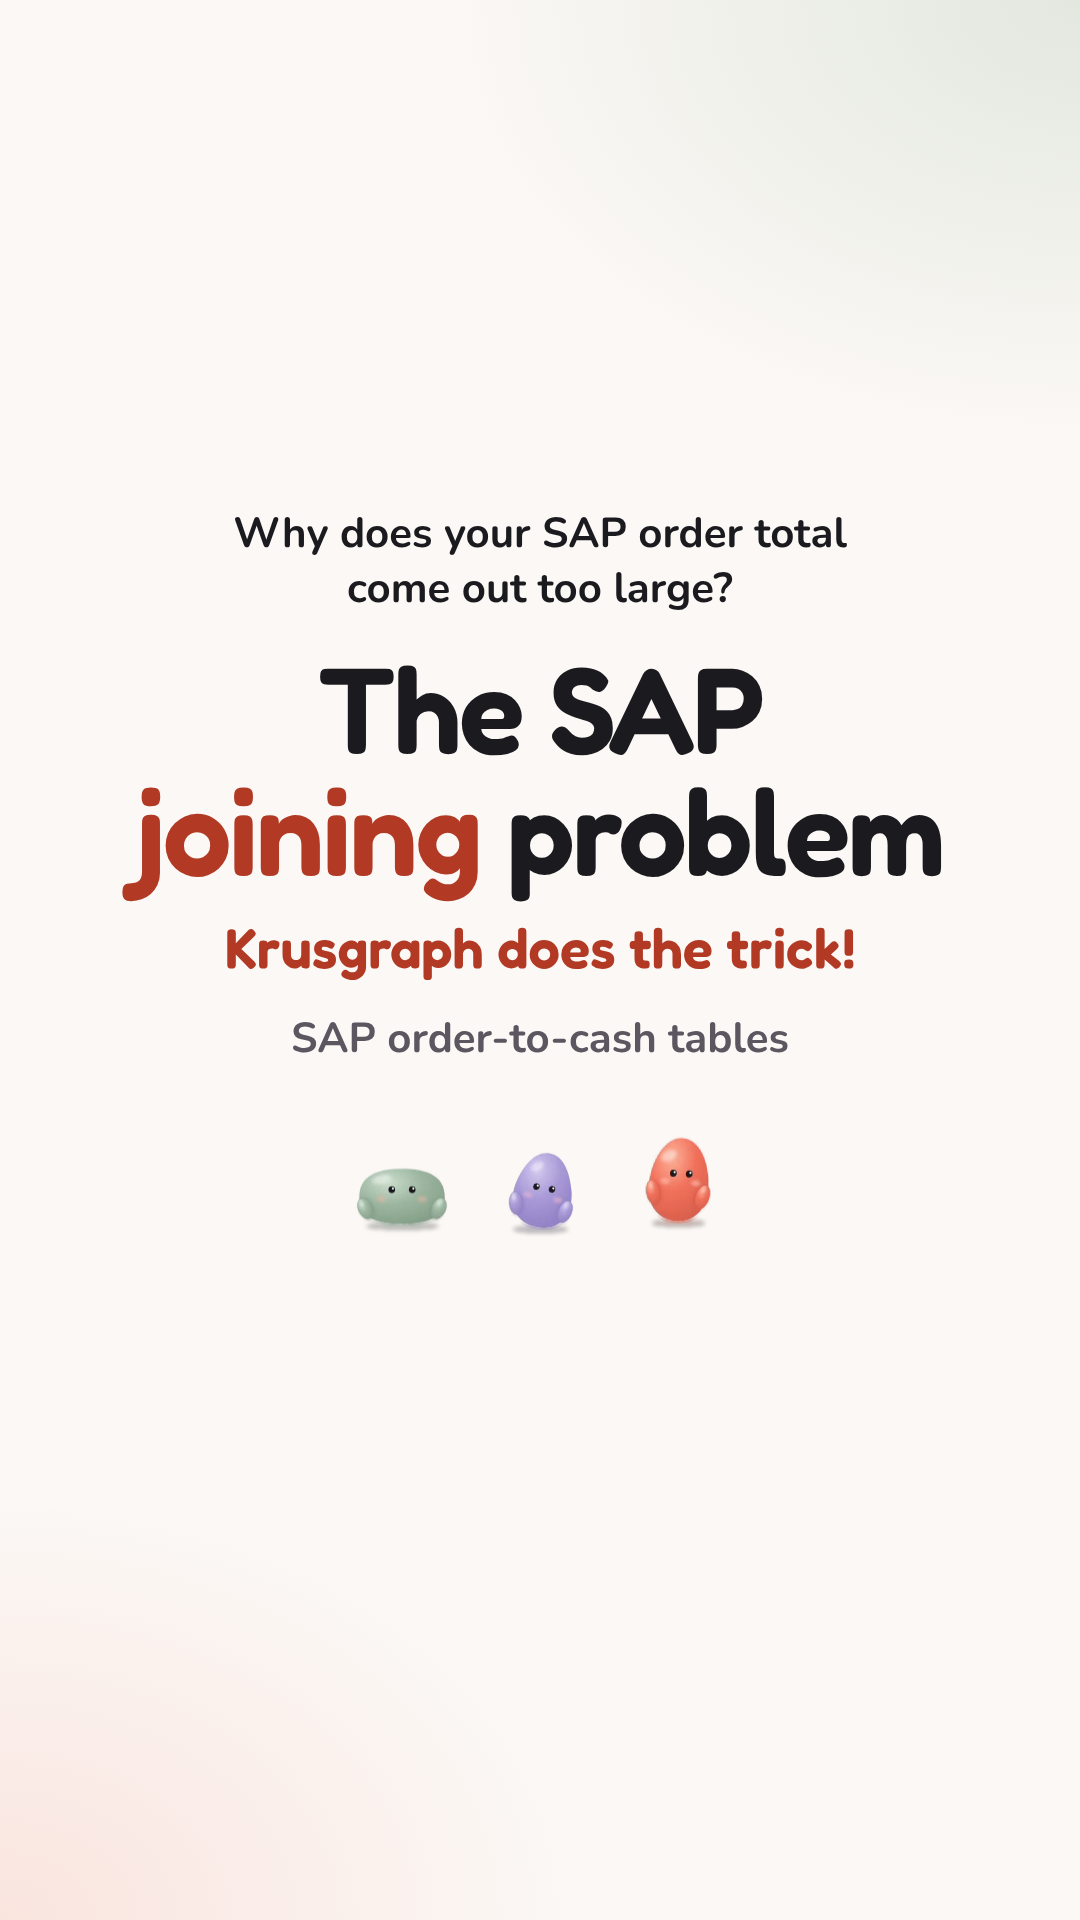 Why does your SAP order total
come out too large?
The SAP
joining problem
Krusgraph does the trick!
SAP order-to-cash tables